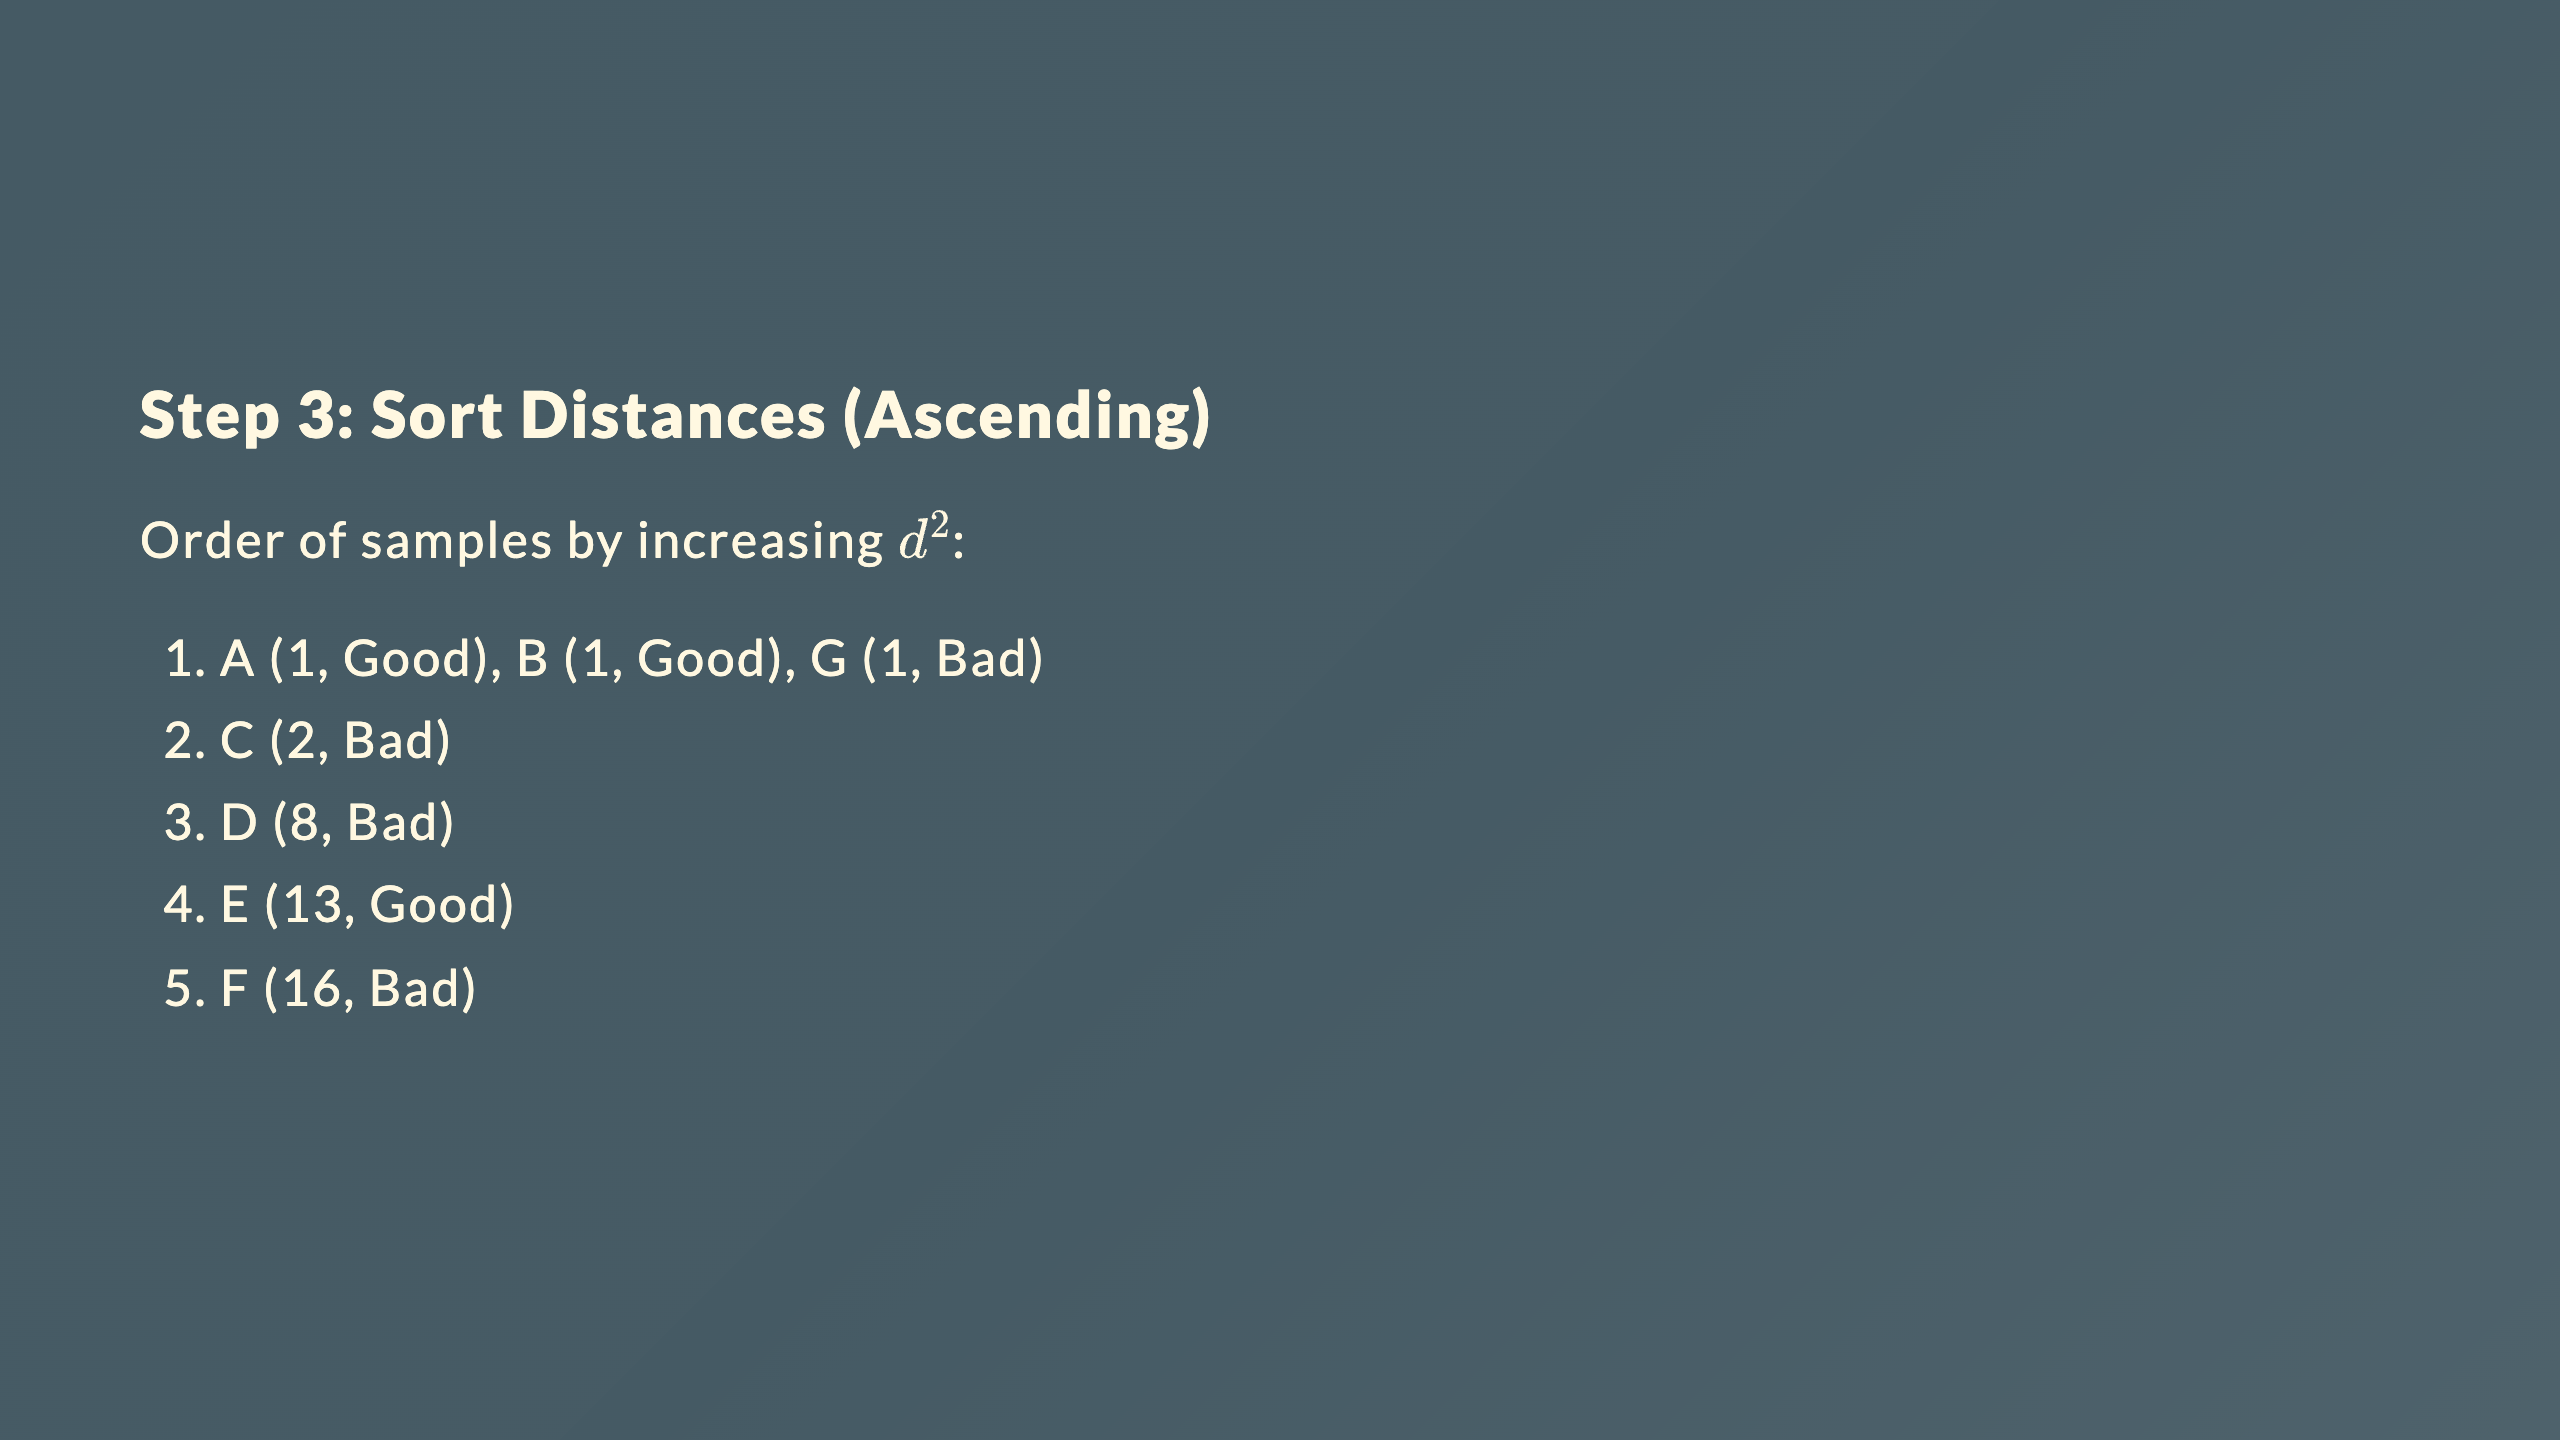 Step 3: Sort Distances (Ascending)
Order of samples by increasing d²:
1. A (1, Good), B (1, Good), G (1, Bad)
2. C (2, Bad)
3. D (8, Bad)
4. E (13, Good)
5. F (16, Bad)